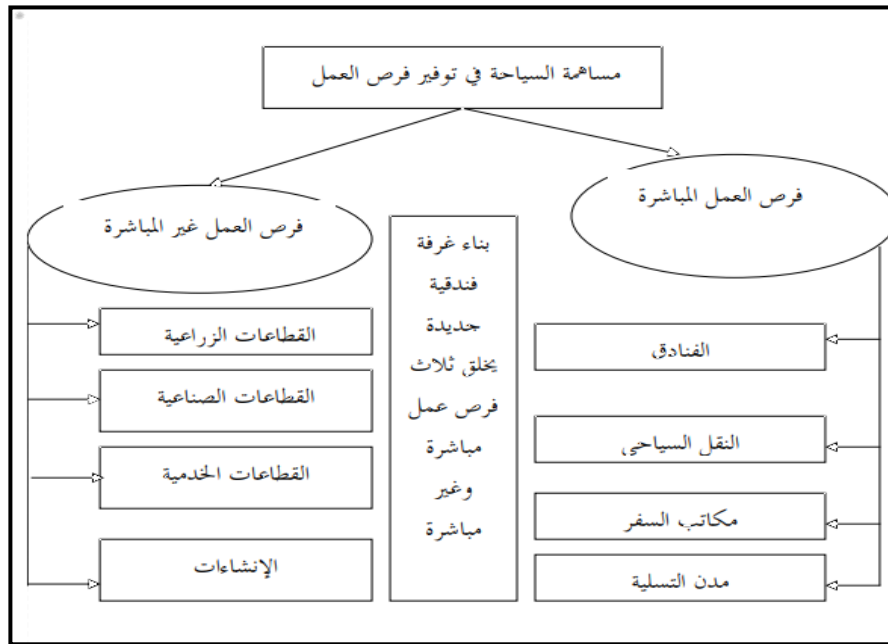 مساهمة السياحة في توفير فرص العمل
فرص العمل المباشرة
فرص العمل غير المباشرة
الفنادق
النقل السياحي
مكاتب السفر
مدن التسلية
بناء غرفة
فندقية
جديدة
يخلق ثلاث
فرص عمل
مباشرة
وغير
مباشرة
القطاعات الزراعية
القطاعات الصناعية
القطاعات الخدمية
الإنشاءات